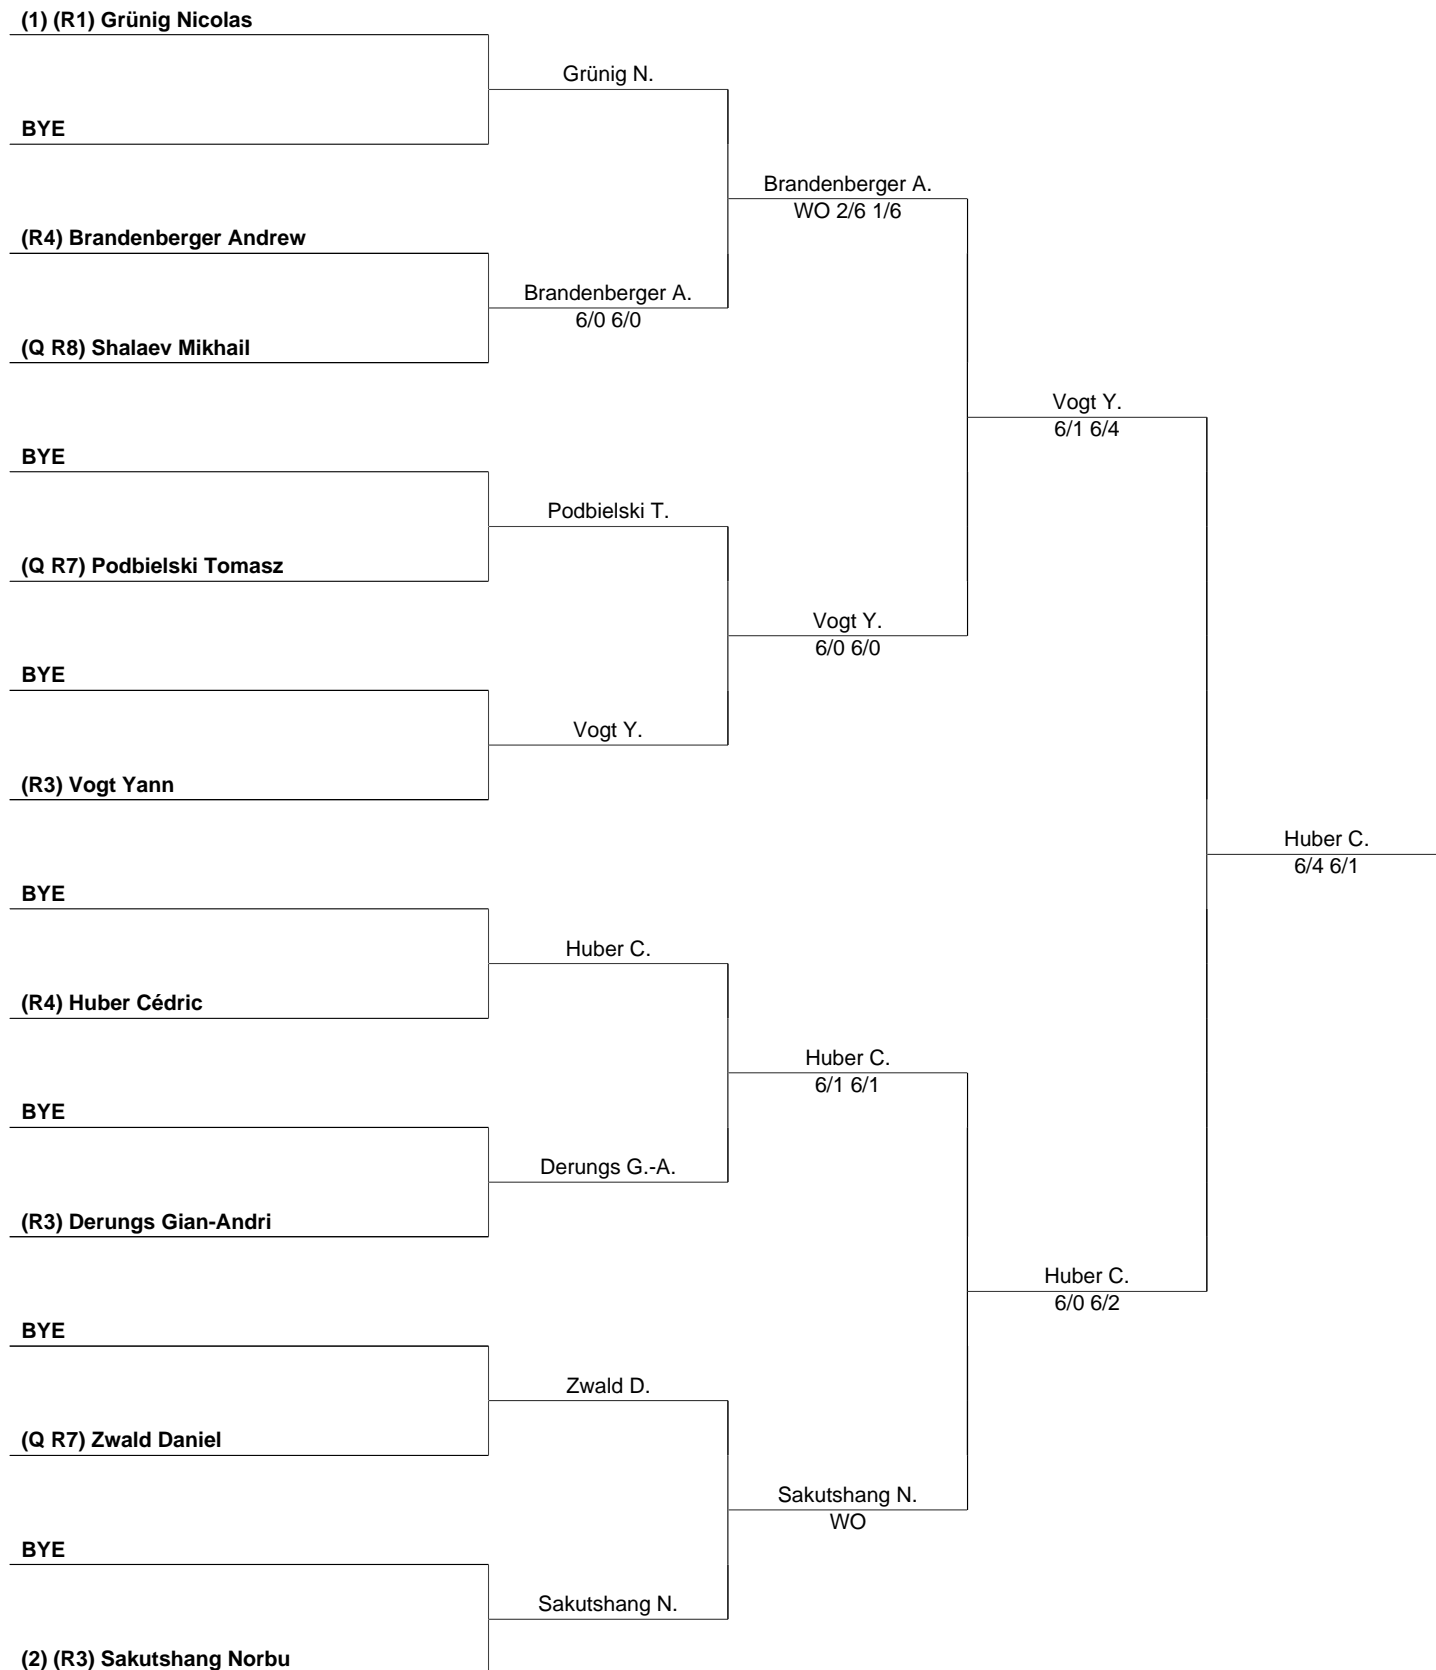 (1) (R1) Grünig Nicolas
Grünig N.
BYE
Brandenberger A.
WO 2/6 1/6
(R4) Brandenberger Andrew
Brandenberger A.
6/0 6/0
(Q R8) Shalaev Mikhail
Vogt Y.
6/1 6/4
BYE
Podbielski T.
(Q R7) Podbielski Tomasz
Vogt Y.
6/0 6/0
BYE
Vogt Y.
(R3) Vogt Yann
Huber C.
6/4 6/1
BYE
Huber C.
(R4) Huber Cédric
Huber C.
6/1 6/1
BYE
Derungs G.-A.
(R3) Derungs Gian-Andri
Huber C.
6/0 6/2
BYE
Zwald D.
(Q R7) Zwald Daniel
Sakutshang N.
WO
BYE
Sakutshang N.
(2) (R3) Sakutshang Norbu